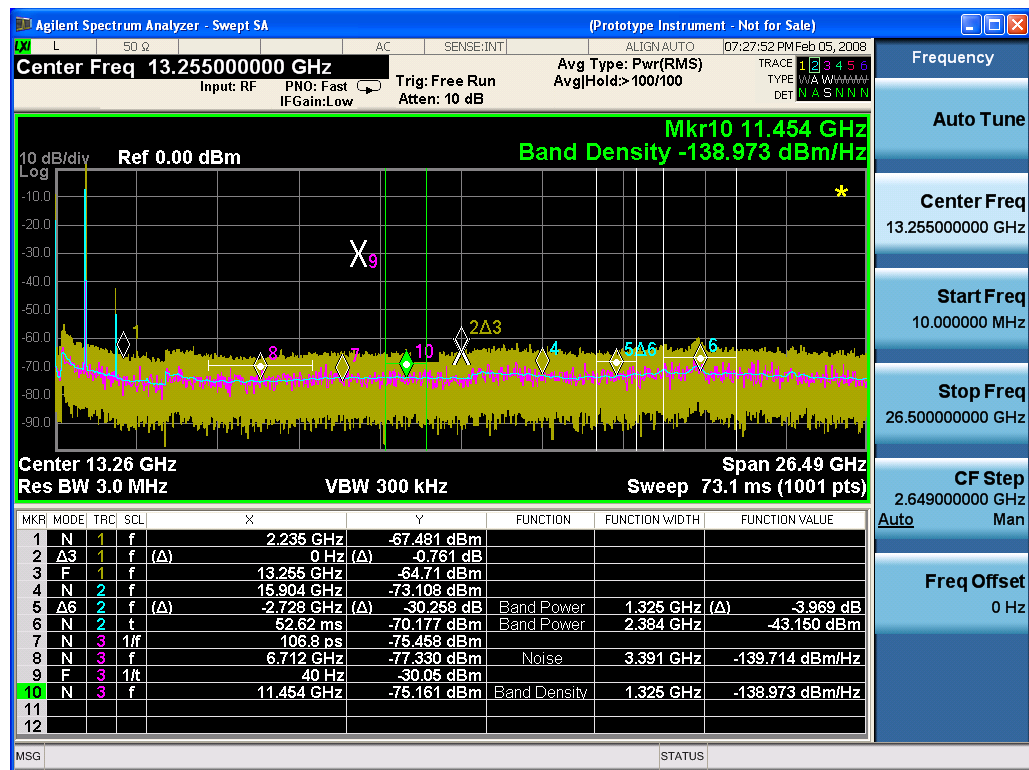 Agilent Spectrum Analyzer - Swept SA (Prototype Instrument - Not for Sale)
LXI L 50 Ω AC SENSE:INT ALIGN AUTO 07:27:52 PM Feb 05, 2008
Center Freq 13.255000000 GHz
Input: RF PNO: Fast IFGain:Low
Trig: Free Run
Atten: 10 dB
Avg Type: Pwr(RMS)
Avg|Hold:>100/100
TRACE 1 2 3 4 5 6
TYPE W A W W W W
DET N A S N N N
Mkr10 11.454 GHz
Band Density -138.973 dBm/Hz
10 dB/div Ref 0.00 dBm
Log
-10.0
-20.0
-30.0
-40.0
-50.0
-60.0
-70.0
-80.0
-90.0
*
X9
1
2Δ3
8
7
10
4
5Δ6
6
Center 13.26 GHz Span 26.49 GHz
Res BW 3.0 MHz VBW 300 kHz Sweep 73.1 ms (1001 pts)
MKR MODE TRC SCL X Y FUNCTION FUNCTION WIDTH FUNCTION VALUE
1 N 1 f 2.235 GHz -67.481 dBm
2 Δ3 1 f (Δ) 0 Hz (Δ) -0.761 dB
3 F 1 f 13.255 GHz -64.71 dBm
4 N 2 f 15.904 GHz -73.108 dBm
5 Δ6 2 f (Δ) -2.728 GHz (Δ) -30.258 dB Band Power 1.325 GHz (Δ) -3.969 dB
6 N 2 t 52.62 ms -70.177 dBm Band Power 2.384 GHz -43.150 dBm
7 N 3 1/f 106.8 ps -75.458 dBm
8 N 3 f 6.712 GHz -77.330 dBm Noise 3.391 GHz -139.714 dBm/Hz
9 F 3 1/t 40 Hz -30.05 dBm
10 N 3 f 11.454 GHz -75.161 dBm Band Density 1.325 GHz -138.973 dBm/Hz
11
12
MSG STATUS
Frequency
Auto Tune
Center Freq
13.255000000 GHz
Start Freq
10.000000 MHz
Stop Freq
26.500000000 GHz
CF Step
2.649000000 GHz
Auto Man
Freq Offset
0 Hz